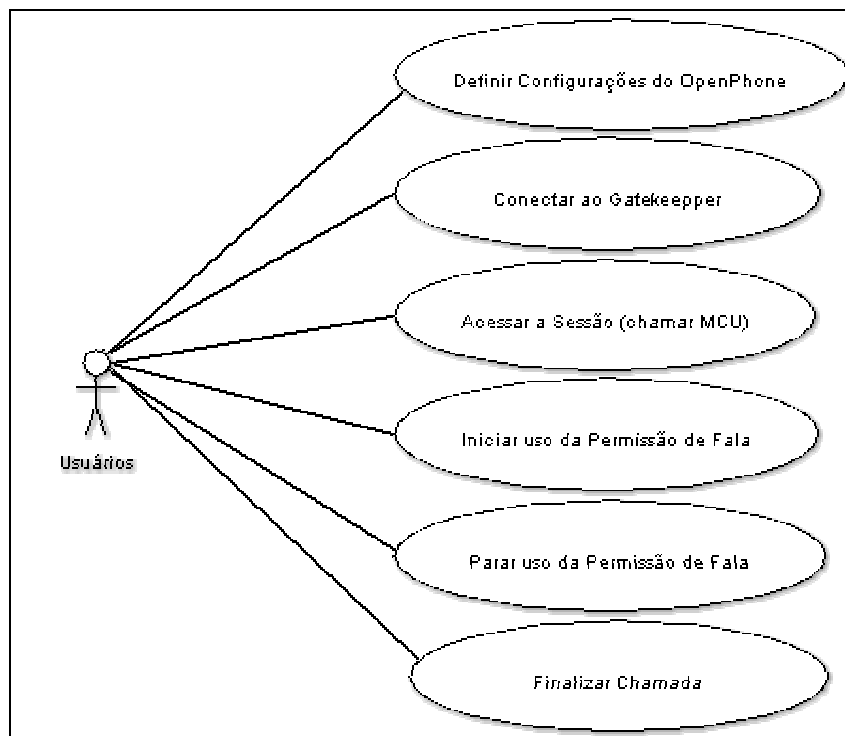 Definir Configurações do OpenPhone
Conectar ao Gatekeepper
Acessar a Sessão (chamar MCU)
Iniciar uso da Permissão de Fala
Usuários
Parar uso da Permissão de Fala
Finalizar Chamada